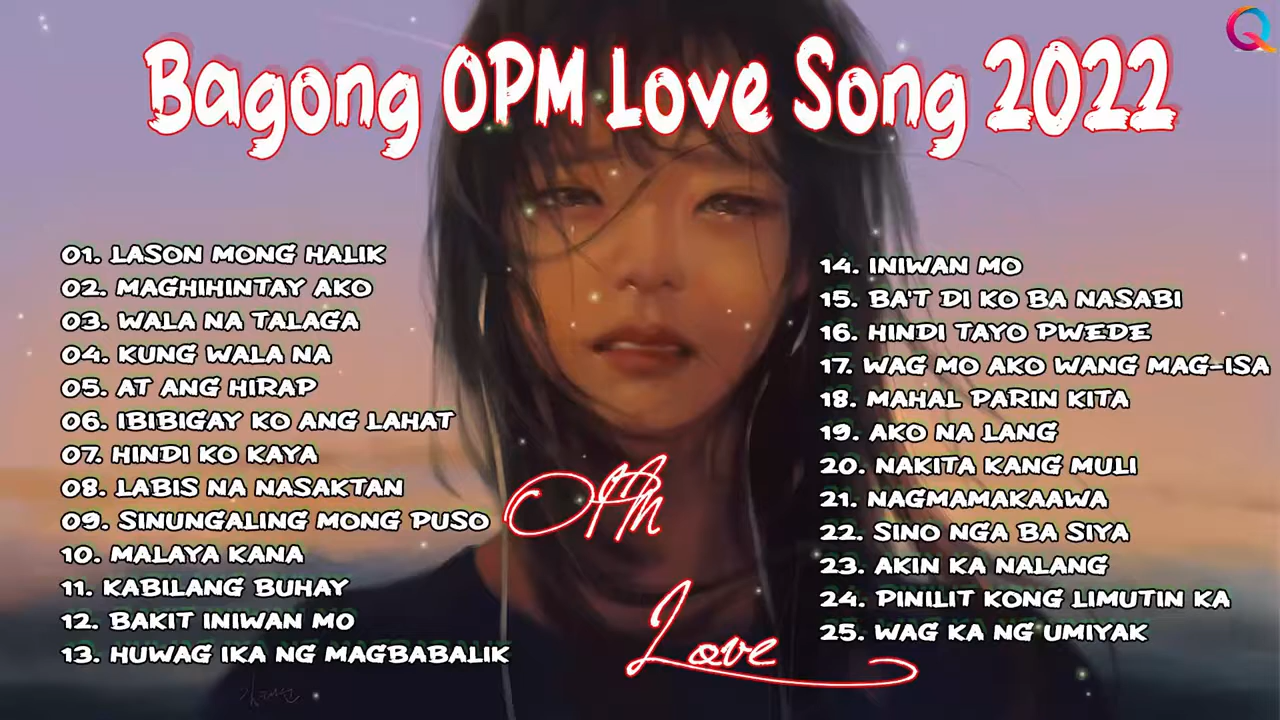 Bagong OPM Love Song 2022
01. LASON MONG HALIK
02. MAGHIHINTAY AKO
03. WALA NA TALAGA
04. KUNG WALA NA
05. AT ANG HIRAP
06. IBIBIGAY KO ANG LAHAT
07. HINDI KO KAYA
08. LABIS NA NASAKTAN
09. SINUNGALING MONG PUSO
10. MALAYA KANA
11. KABILANG BUHAY
12. BAKIT INIWAN MO
13. HUWAG IKA NG MAGBABALIK
14. INIWAN MO
15. BA'T DI KO BA NASABI
16. HINDI TAYO PWEDE
17. WAG MO AKO WANG MAG-ISA
18. MAHAL PARIN KITA
19. AKO NA LANG
20. NAKITA KANG MULI
21. NAGMAMAKAAWA
22. SINO NGA BA SIYA
23. AKIN KA NALANG
24. PINILIT KONG LIMUTIN KA
25. WAG KA NG UMIYAK
OPM
Love